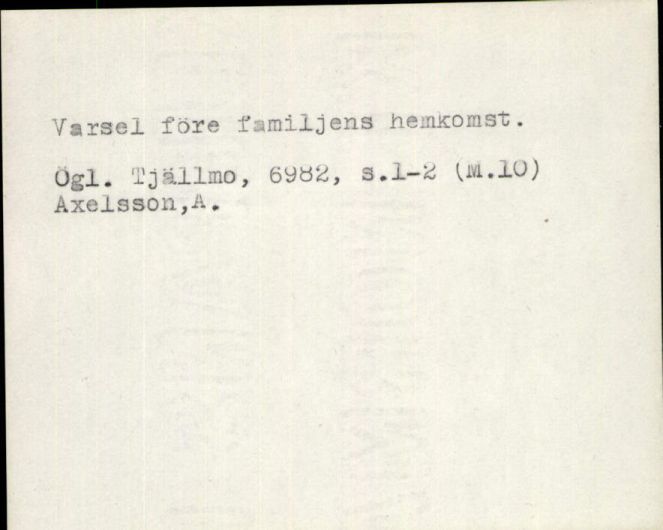 Varsel före familjens hemkomst.
Ögl. Tjällmo, 6982, s.1-2 (M.10)
Axelsson,A.